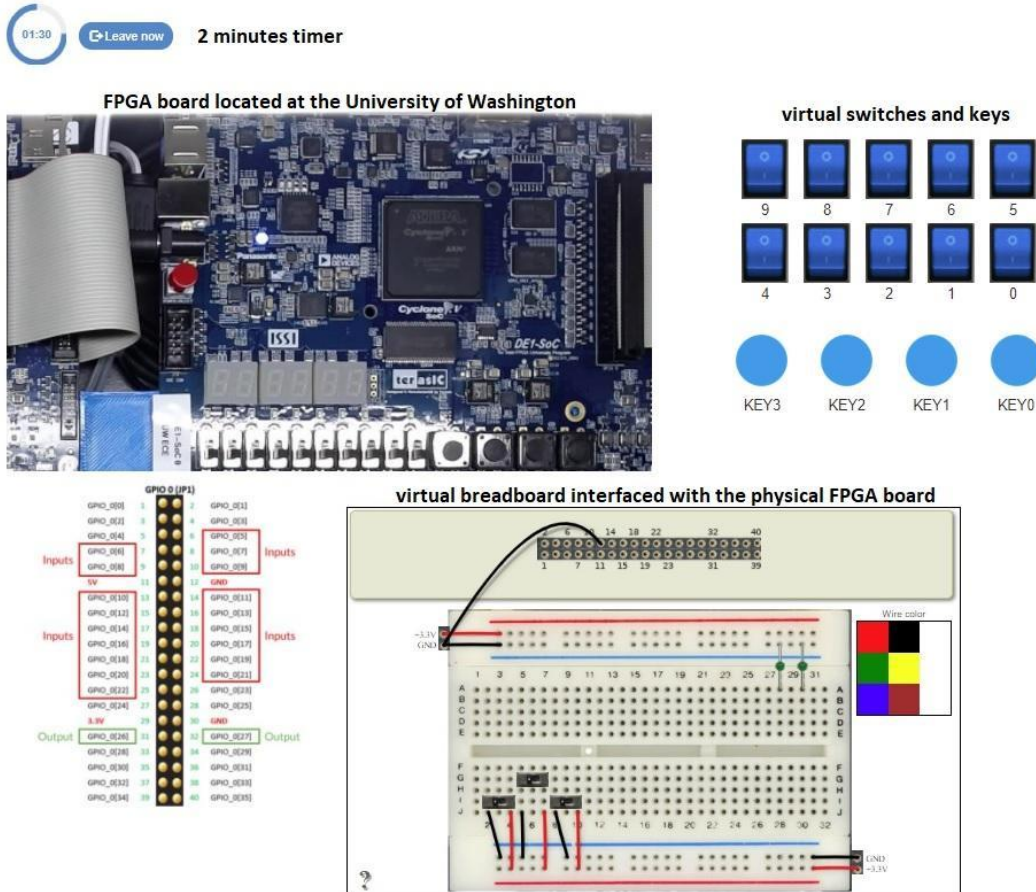 01:30
Leave now
2 minutes timer
FPGA board located at the University of Washington
virtual switches and keys
9 8 7 6 5
4 3 2 1 0
KEY3 KEY2 KEY1 KEY0
Panasonic
ANALOG DEVICES
Cyclone V
SoC
ISSI
DE1-SoC
terasIC
GPIO 0 (JP1)
GPIO_0[0] 1 2 GPIO_0[1]
GPIO_0[2] 3 4 GPIO_0[3]
GPIO_0[4] 5 6 GPIO_0[5]
Inputs GPIO_0[6] 7 8 GPIO_0[7] Inputs
GPIO_0[8] 9 10 GPIO_0[9]
5V 11 12 GND
GPIO_0[10] 13 14 GPIO_0[11]
GPIO_0[12] 15 16 GPIO_0[13]
Inputs GPIO_0[14] 17 18 GPIO_0[15] Inputs
GPIO_0[16] 19 20 GPIO_0[17]
GPIO_0[18] 21 22 GPIO_0[19]
GPIO_0[20] 23 24 GPIO_0[21]
GPIO_0[22] 25 26 GPIO_0[23]
GPIO_0[24] 27 28 GPIO_0[25]
3.3V 29 30 GND
Output GPIO_0[26] 31 32 GPIO_0[27] Output
GPIO_0[28] 33 34 GPIO_0[29]
GPIO_0[30] 35 36 GPIO_0[31]
GPIO_0[32] 37 38 GPIO_0[33]
GPIO_0[34] 39 40 GPIO_0[35]
virtual breadboard interfaced with the physical FPGA board
2 6 10 14 18 22 32 40
1 7 11 15 19 23 31 39
Wire color
+3.3V
GND
1 3 5 7 9 11 13 15 17 19 21 23 25 27 29 31
A A
B B
C C
D D
E E
F F
G G
H H
I I
J J
2 4 6 8 10 12 14 16 18 20 22 24 26 28 30 32
GND
+3.3V
?